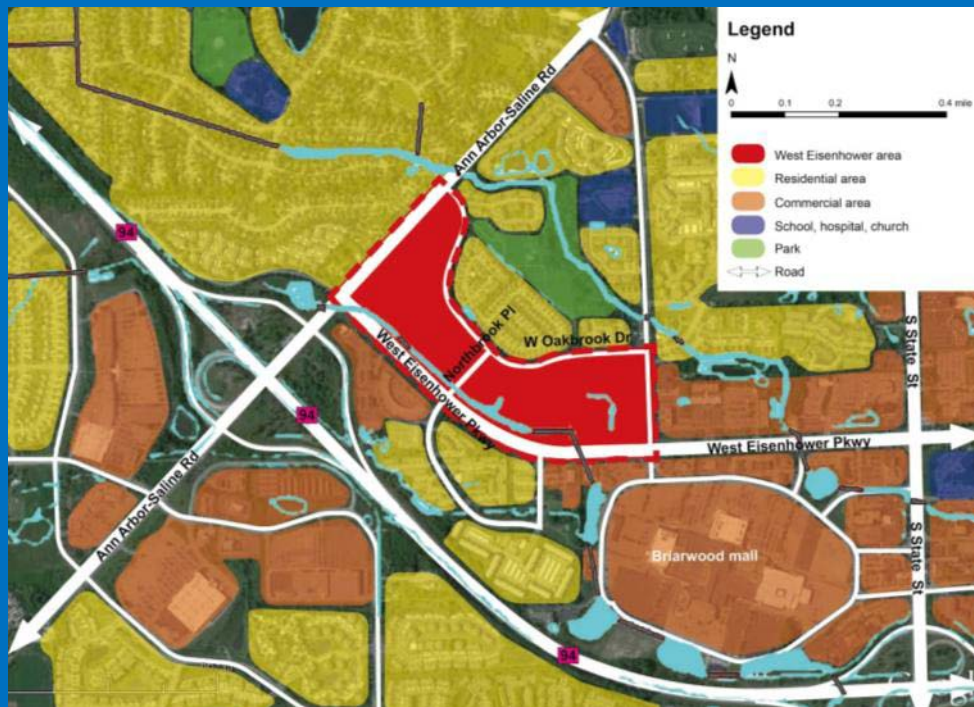 Legend
N
0 0.1 0.2 0.4 mile
West Eisenhower area
Residential area
Commercial area
School, hospital, church
Park
Road
Ann Arbor-Saline Rd
94
Northbrook Pl
W Oakbrook Dr
West Eisenhower Pkwy
S State St
94
West Eisenhower Pkwy
Ann Arbor-Saline Rd
Briarwood mall
S State St
94